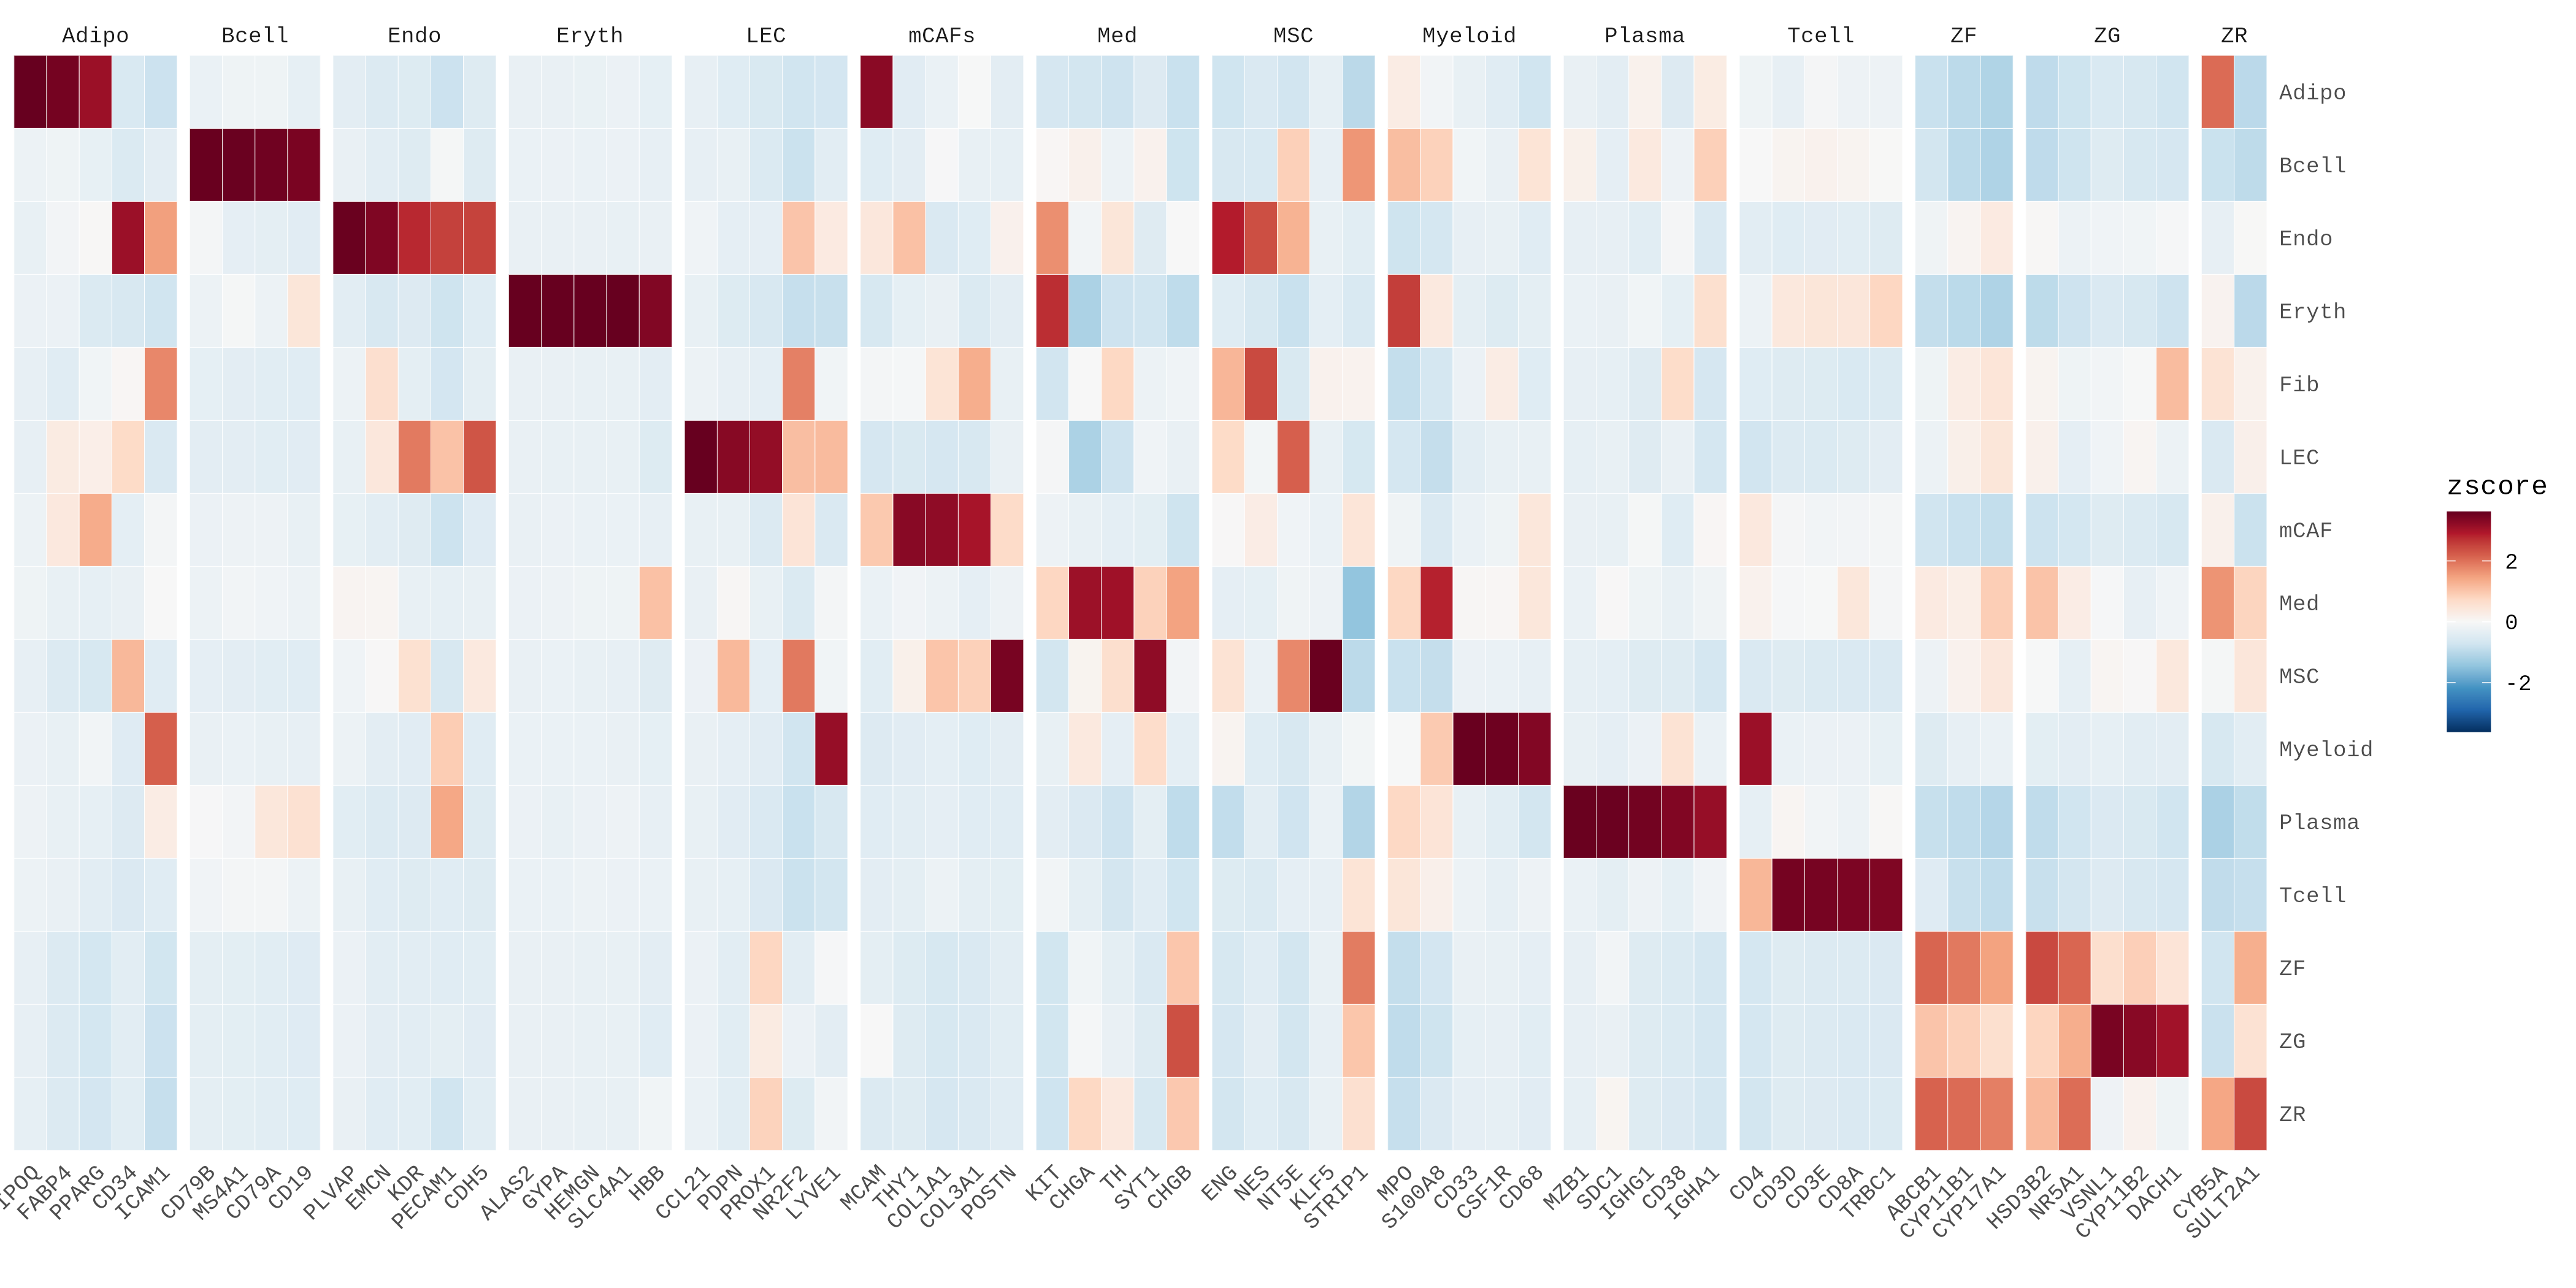 Adipo Bcell Endo Eryth LEC mCAFs Med MSC Myeloid Plasma Tcell ZF ZG ZR
Adipo
Bcell
Endo
Eryth
Fib
LEC
mCAF
Med
MSC
Myeloid
Plasma
Tcell
ZF
ZG
ZR
zscore
2
0
-2
IPOQ FABP4 PPARG CD34 ICAM1 CD79B MS4A1 CD79A CD19 PLVAP EMCN KDR PECAM1 CDH5 ALAS2 GYPA HEMGN SLC4A1 HBB CCL21 PDPN PROX1 NR2F2 LYVE1 MCAM THY1 COL1A1 COL3A1 POSTN KIT CHGA TH SYT1 CHGB ENG NES NT5E KLF5 STRIP1 MPO S100A8 CD33 CSF1R CD68 MZB1 SDC1 IGHG1 CD38 IGHA1 CD4 CD3D CD3E CD8A TRBC1 ABCB1 CYP11B1 CYP17A1 HSD3B2 NR5A1 VSNL1 CYP11B2 DACH1 CYB5A SULT2A1